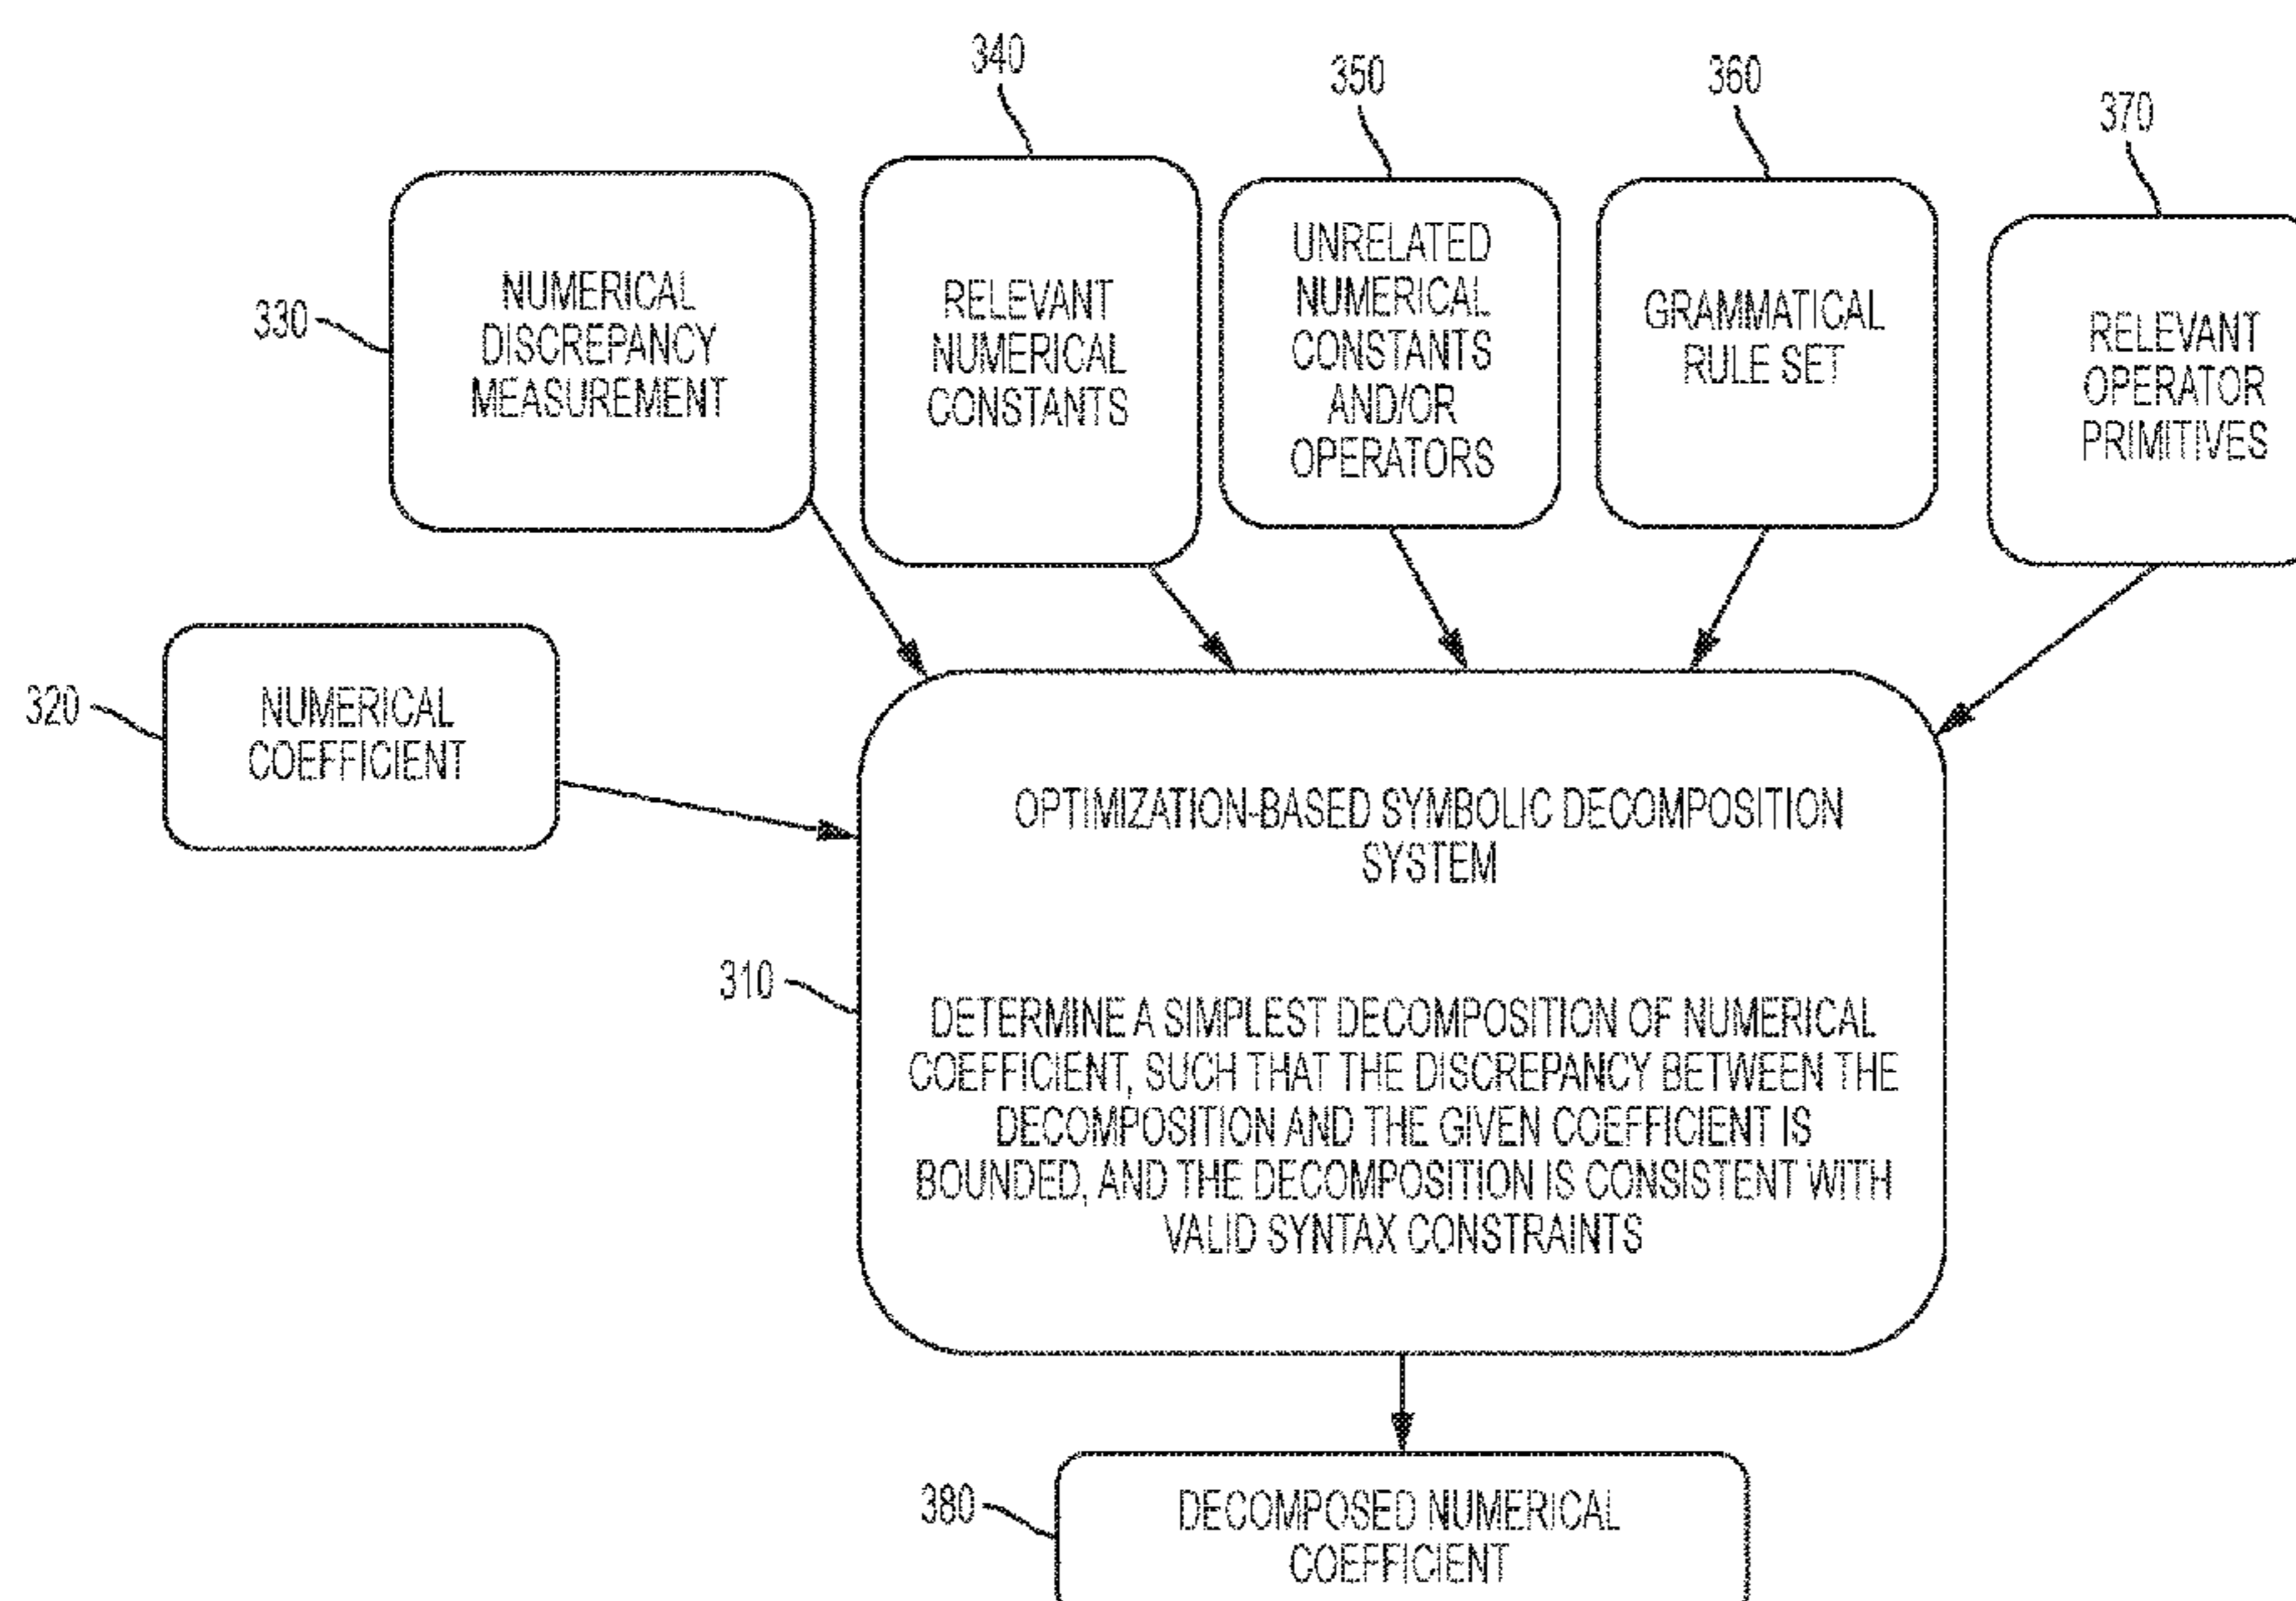 340
350
360
370
330
NUMERICAL
DISCREPANCY
MEASUREMENT
RELEVANT
NUMERICAL
CONSTANTS
UNRELATED
NUMERICAL
CONSTANTS
AND/OR
OPERATORS
GRAMMATICAL
RULE SET
RELEVANT
OPERATOR
PRIMITIVES
320
NUMERICAL
COEFFICIENT
OPTIMIZATION-BASED SYMBOLIC DECOMPOSITION
SYSTEM
310
DETERMINE A SIMPLEST DECOMPOSITION OF NUMERICAL
COEFFICIENT, SUCH THAT THE DISCREPANCY BETWEEN THE
DECOMPOSITION AND THE GIVEN COEFFICIENT IS
BOUNDED, AND THE DECOMPOSITION IS CONSISTENT WITH
VALID SYNTAX CONSTRAINTS
380
DECOMPOSED NUMERICAL
COEFFICIENT